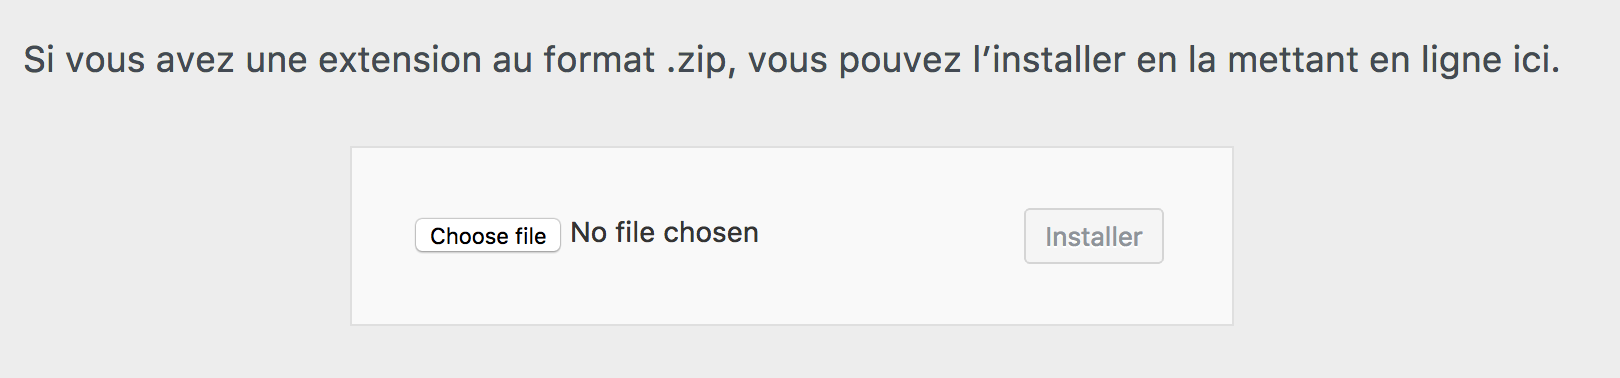 Si vous avez une extension au format .zip, vous pouvez l’installer en la mettant en ligne ici.
Choose file No file chosen Installer